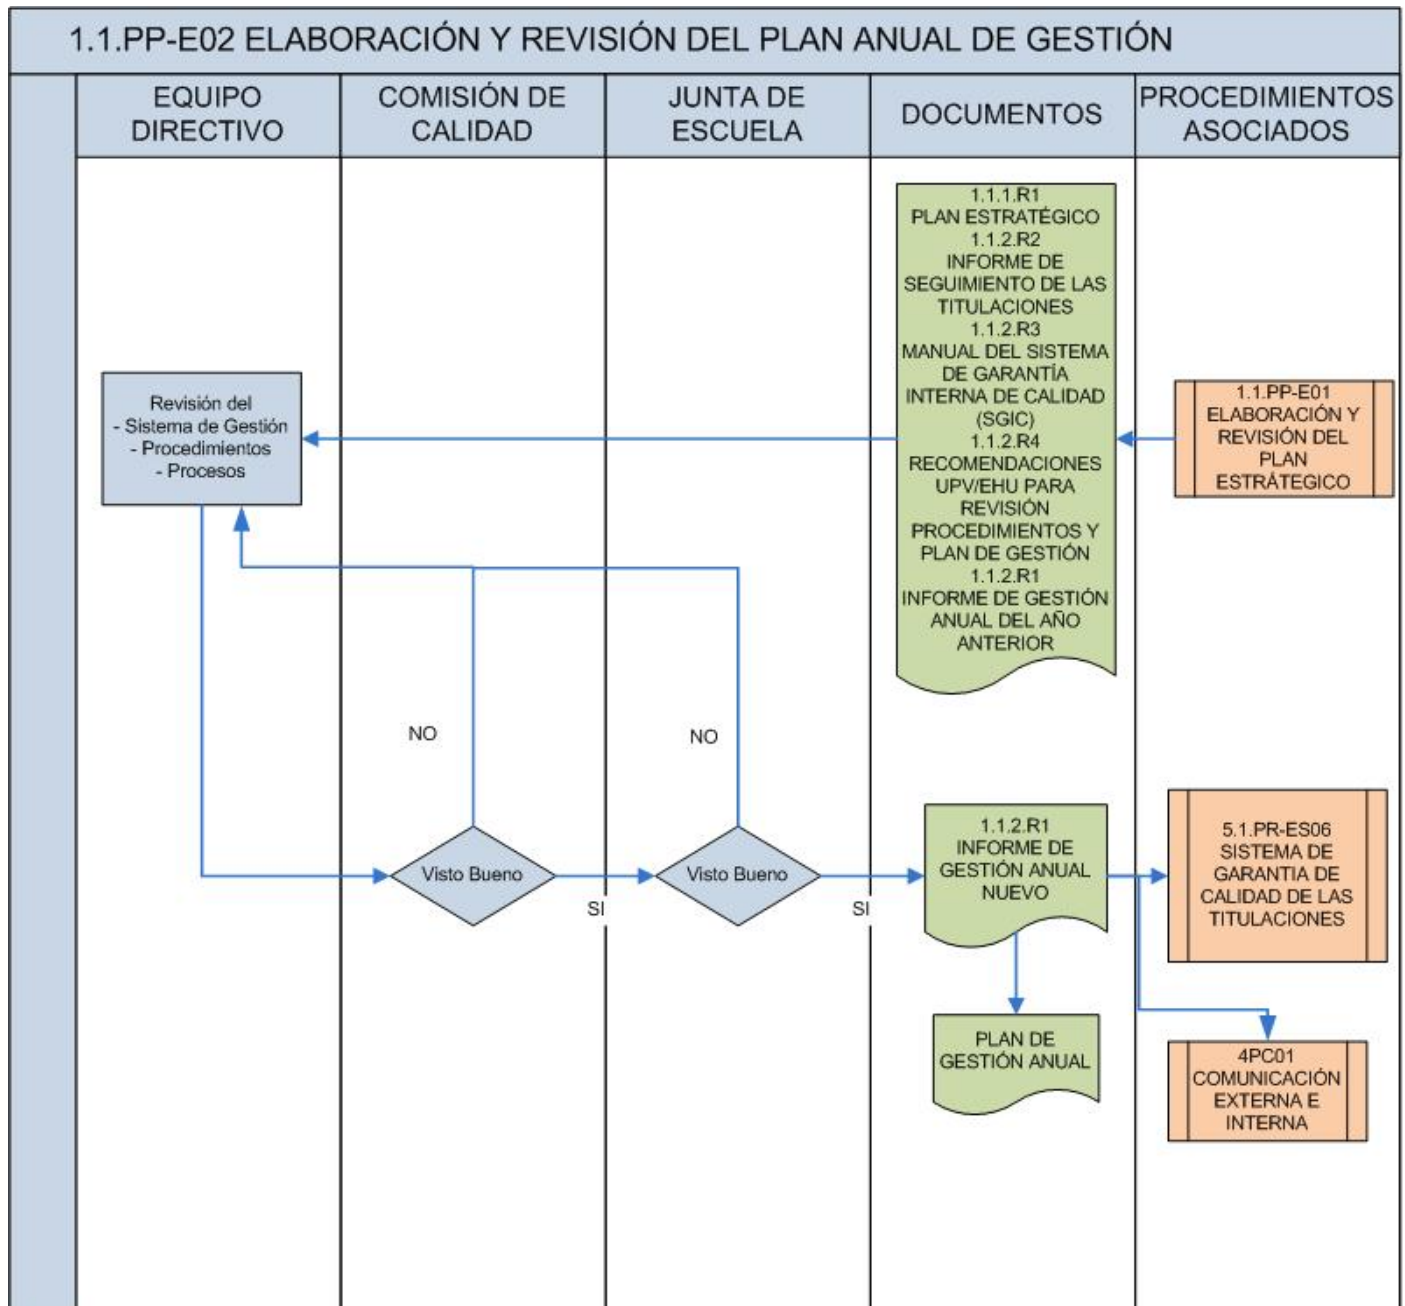 1.1.PP-E02 ELABORACIÓN Y REVISIÓN DEL PLAN ANUAL DE GESTIÓN
EQUIPO
DIRECTIVO
COMISIÓN DE
CALIDAD
JUNTA DE
ESCUELA
DOCUMENTOS
PROCEDIMIENTOS
ASOCIADOS
1.1.1.R1
PLAN ESTRATÉGICO
1.1.2.R2
INFORME DE
SEGUIMIENTO DE LAS
TITULACIONES
1.1.2.R3
MANUAL DEL SISTEMA
DE GARANTÍA
INTERNA DE CALIDAD
(SGIC)
1.1.2.R4
RECOMENDACIONES
UPV/EHU PARA
REVISIÓN
PROCEDIMIENTOS Y
PLAN DE GESTIÓN
1.1.2.R1
INFORME DE GESTIÓN
ANUAL DEL AÑO
ANTERIOR
Revisión del
- Sistema de Gestión
- Procedimientos
- Procesos
1.1.PP-E01
ELABORACIÓN Y
REVISIÓN DEL
PLAN
ESTRÁTEGICO
NO
NO
Visto Bueno
SI
Visto Bueno
SI
1.1.2.R1
INFORME DE
GESTIÓN ANUAL
NUEVO
5.1.PR-ES06
SISTEMA DE
GARANTIA DE
CALIDAD DE LAS
TITULACIONES
PLAN DE
GESTIÓN ANUAL
4PC01
COMUNICACIÓN
EXTERNA E
INTERNA